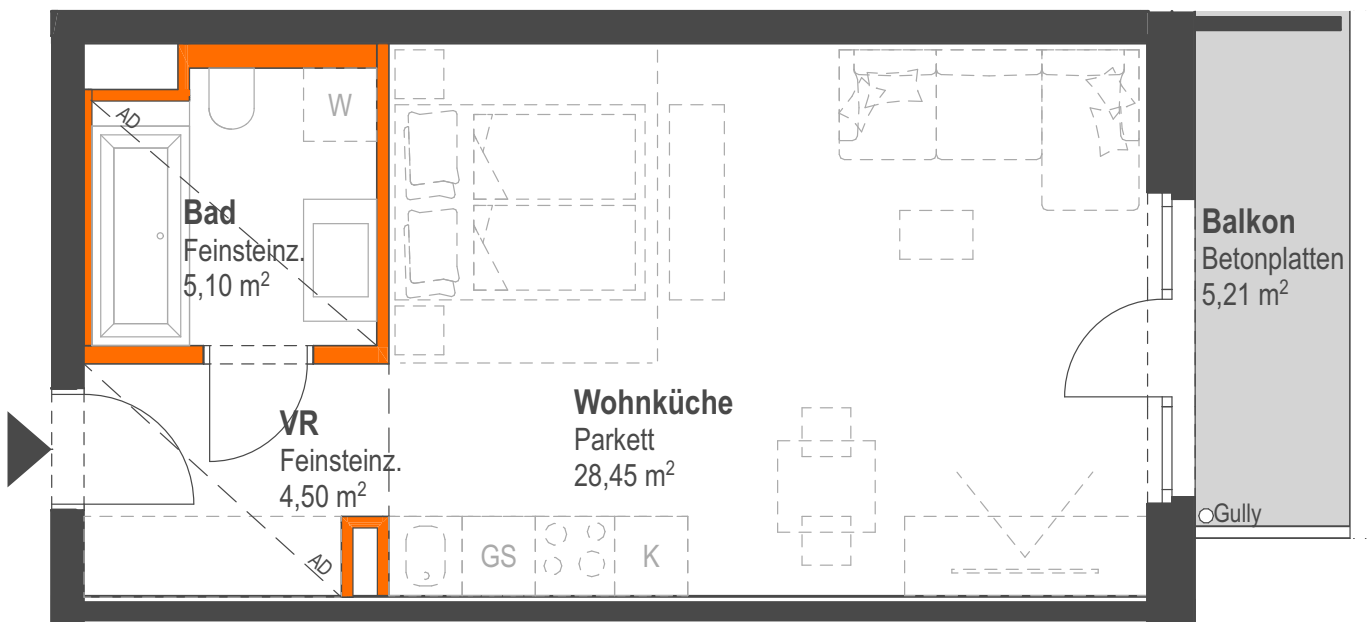 AD
W
Bad
Feinsteinz.
5,10 m²
Balkon
Betonplatten
5,21 m²
Wohnküche
Parkett
28,45 m²
VR
Feinsteinz.
4,50 m²
Gully
AD
GS
K